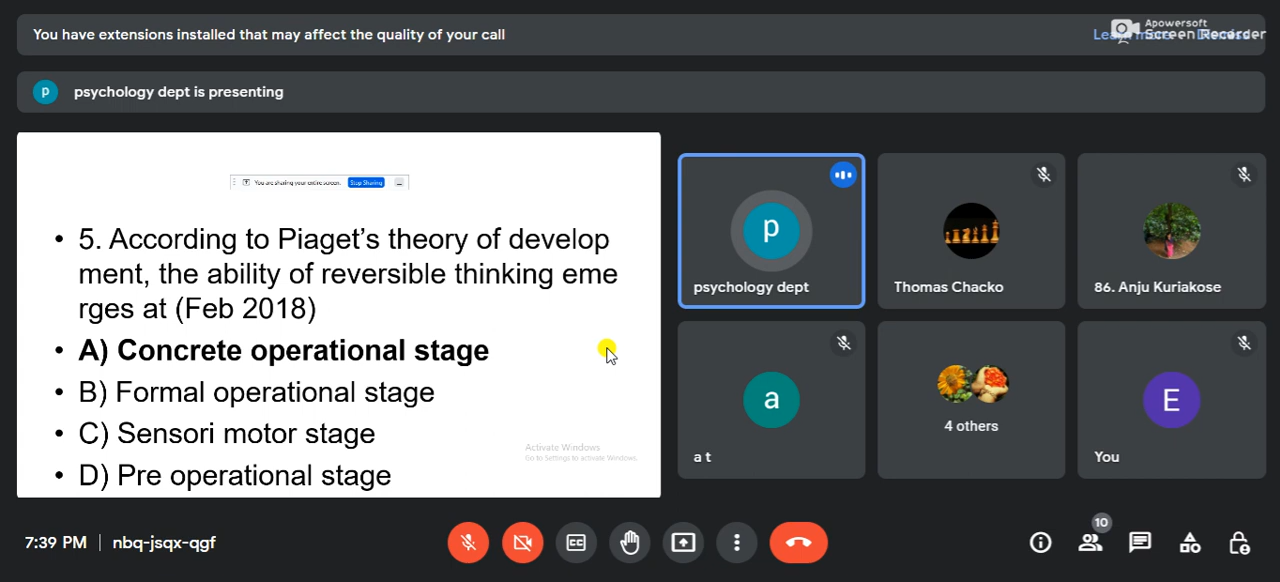 You have extensions installed that may affect the quality of your call
Apowersoft
Screen Recorder
p psychology dept is presenting
You are sharing your entire screen. Stop Sharing
• 5. According to Piaget's theory of develop
ment, the ability of reversible thinking eme
rges at (Feb 2018)
• A) Concrete operational stage
• B) Formal operational stage
• C) Sensori motor stage
• D) Pre operational stage
Activate Windows
Go to Settings to activate Windows.
p
psychology dept
Thomas Chacko
86. Anju Kuriakose
a
a t
4 others
E
You
7:39 PM | nbq-jsqx-qgf
CC
10